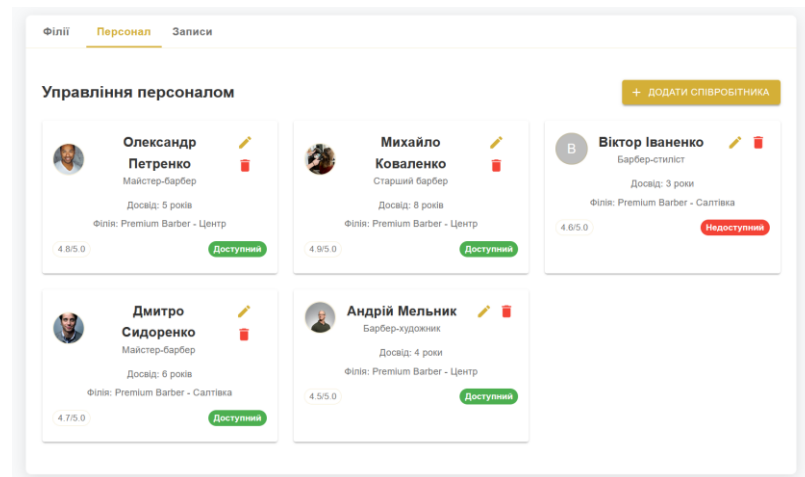 Філії Персонал Записи
Управління персоналом
+ ДОДАТИ СПІВРОБІТНИКА
Олександр
Петренко
Майстер-барбер
Досвід: 5 років
Філія: Premium Barber - Центр
4.8/5.0 Доступний
Михайло
Коваленко
Старший барбер
Досвід: 8 років
Філія: Premium Barber - Центр
4.9/5.0 Доступний
В Віктор Іваненко
Барбер-стиліст
Досвід: 3 роки
Філія: Premium Barber - Салтівка
4.6/5.0 Недоступний
Дмитро
Сидоренко
Майстер-барбер
Досвід: 6 років
Філія: Premium Barber - Салтівка
4.7/5.0 Доступний
Андрій Мельник
Барбер-художник
Досвід: 4 роки
Філія: Premium Barber - Центр
4.5/5.0 Доступний